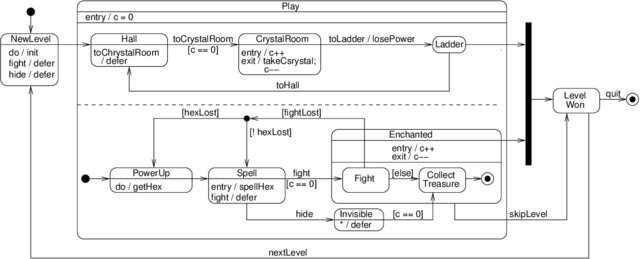 Play
entry / c = 0
NewLevel
do / init
fight / defer
hide / defer
Hall
toChrystalRoom
/ defer
toCrystalRoom
[c == 0]
CrystalRoom
entry / c++
exit / takeCsrystal;
c−−
toLadder / losePower
Ladder
toHall
Level
Won
quit
[hexLost]
[fightLost]
[! hexLost]
Enchanted
entry / c++
exit / c−−
PowerUp
do / getHex
Spell
entry / spellHex
fight / defer
fight
[c == 0]
Fight
[else]
Collect
Treasure
hide
Invisible
* / defer
[c == 0]
skipLevel
nextLevel